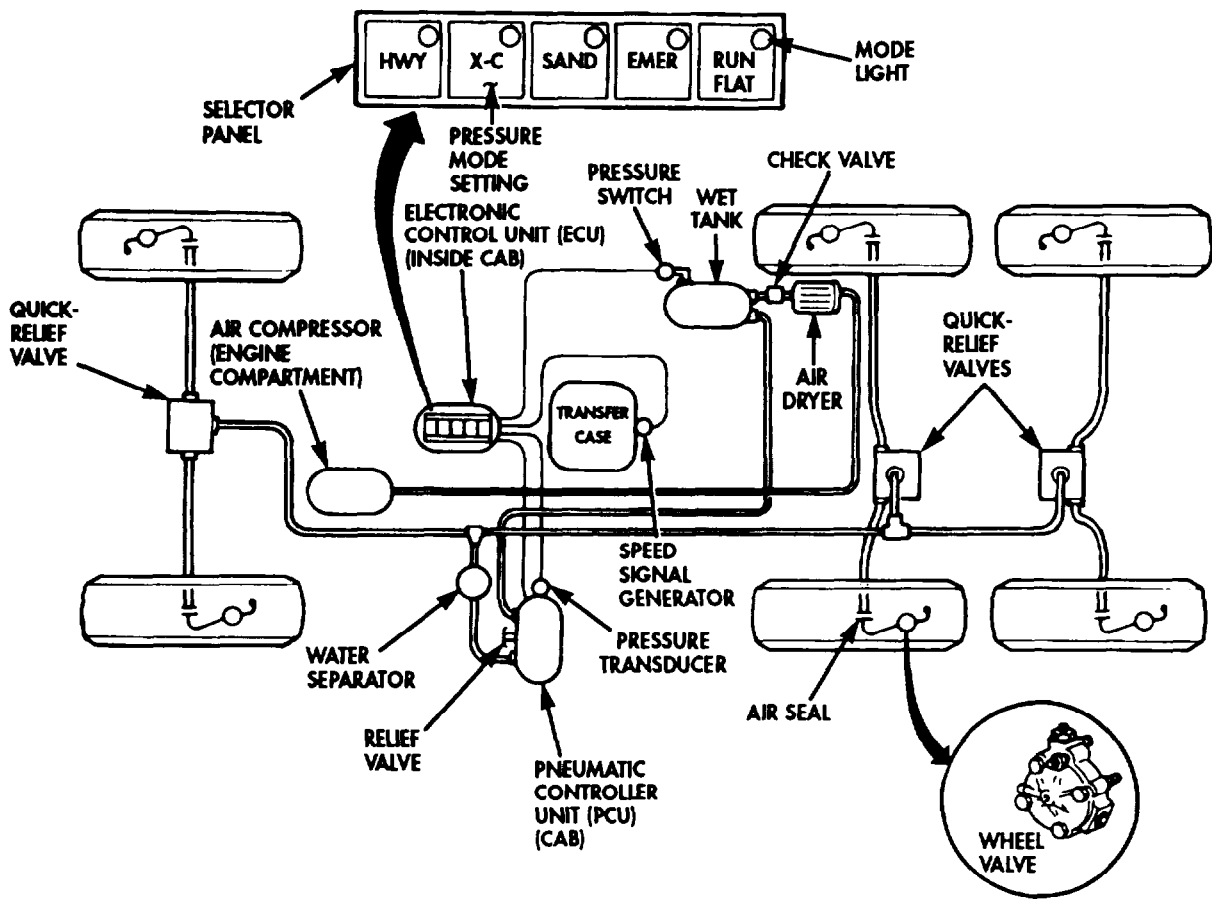 HWY
X-C
~
SAND
EMER
RUN
FLAT
MODE
LIGHT
SELECTOR
PANEL
PRESSURE
MODE
SETTING
PRESSURE
SWITCH
WET
TANK
CHECK VALVE
ELECTRONIC
CONTROL UNIT (ECU)
(INSIDE CAB)
QUICK-
RELIEF
VALVE
AIR COMPRESSOR
(ENGINE
COMPARTMENT)
QUICK-
RELIEF
VALVES
AIR
DRYER
TRANSFER
CASE
SPEED
SIGNAL
GENERATOR
WATER
SEPARATOR
PRESSURE
TRANSDUCER
RELIEF
VALVE
AIR SEAL
PNEUMATIC
CONTROLLER
UNIT (PCU)
(CAB)
WHEEL
VALVE